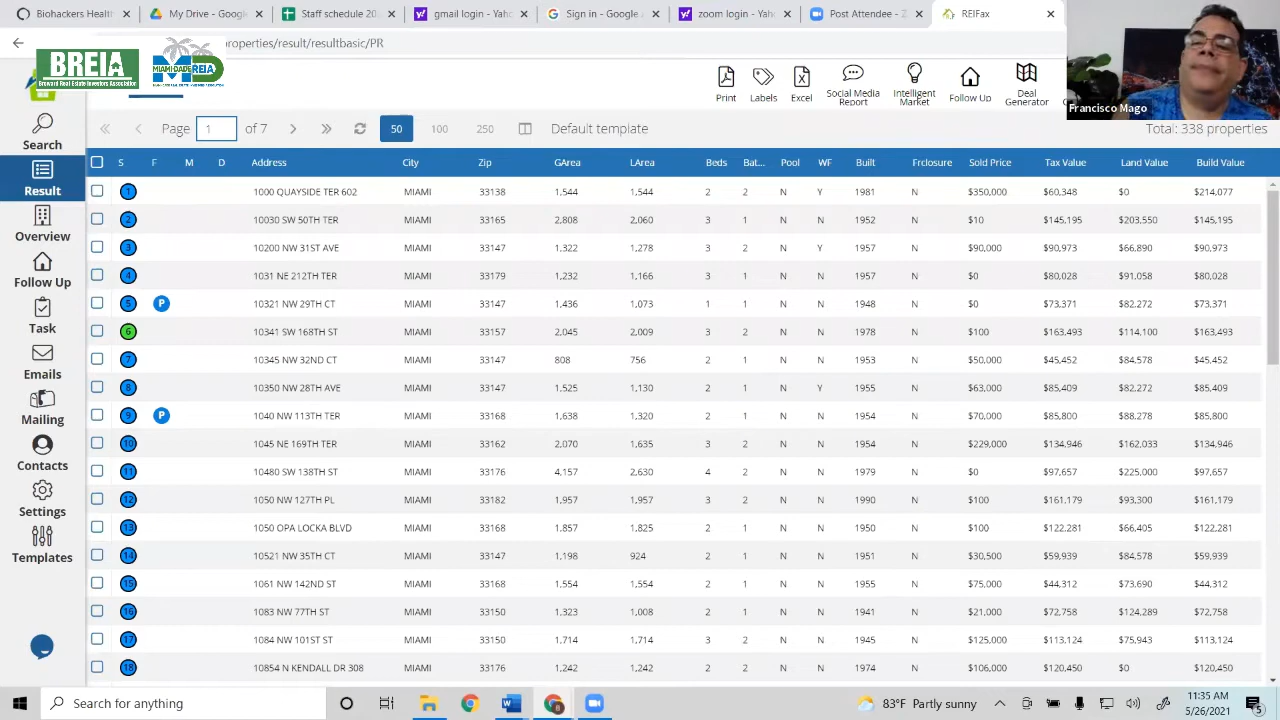 Biohackers Health
My Drive - Google
Staff schedule 20
gmail login - Yahoo
Sign in - Google
zoom login - Yaho
Post Attendee - Z
REIFax
properties/result/resultbasic/PR
BREIA
Broward Real Estate Investors Association
MIAMI-DADE REIA
Print
Labels
Excel
Social Media Report
Intelligent Market
Follow Up
Deal Generator
Francisco Mago
Page 1 of 7 50 100 250 Default template Total: 338 properties
Search
Result
Overview
Follow Up
Task
Emails
Mailing
Contacts
Settings
Templates
S F M D Address City Zip GArea LArea Beds Bat... Pool WF Built Frclosure Sold Price Tax Value Land Value Build Value
1 1000 QUAYSIDE TER 602 MIAMI 33138 1,544 1,544 2 2 N Y 1981 N $350,000 $60,348 $0 $214,077
2 10030 SW 50TH TER MIAMI 33165 2,808 2,060 3 1 N N 1952 N $10 $145,195 $203,550 $145,195
3 10200 NW 31ST AVE MIAMI 33147 1,322 1,278 3 2 N Y 1957 N $90,000 $90,973 $66,890 $90,973
4 1031 NE 212TH TER MIAMI 33179 1,232 1,166 3 1 N N 1957 N $0 $80,028 $91,058 $80,028
5 P 10321 NW 29TH CT MIAMI 33147 1,436 1,073 1 1 N N 1948 N $0 $73,371 $82,272 $73,371
6 10341 SW 168TH ST MIAMI 33157 2,045 2,009 3 2 N N 1978 N $100 $163,493 $114,100 $163,493
7 10345 NW 32ND CT MIAMI 33147 808 756 2 1 N N 1953 N $50,000 $45,452 $84,578 $45,452
8 10350 NW 28TH AVE MIAMI 33147 1,525 1,130 2 1 N Y 1955 N $63,000 $85,409 $82,272 $85,409
9 P 1040 NW 113TH TER MIAMI 33168 1,638 1,320 2 1 N N 1954 N $70,000 $85,800 $88,278 $85,800
10 1045 NE 169TH TER MIAMI 33162 2,070 1,635 3 2 N N 1954 N $229,000 $134,946 $162,033 $134,946
11 10480 SW 138TH ST MIAMI 33176 4,157 2,630 4 2 N N 1979 N $0 $97,657 $225,000 $97,657
12 1050 NW 127TH PL MIAMI 33182 1,957 1,957 3 2 N N 1990 N $100 $161,179 $93,300 $161,179
13 1050 OPA LOCKA BLVD MIAMI 33168 1,857 1,825 2 1 N N 1950 N $100 $122,281 $66,405 $122,281
14 10521 NW 35TH CT MIAMI 33147 1,198 924 2 1 N N 1951 N $30,500 $59,939 $84,578 $59,939
15 1061 NW 142ND ST MIAMI 33168 1,554 1,554 2 1 N N 1955 N $75,000 $44,312 $73,690 $44,312
16 1083 NW 77TH ST MIAMI 33150 1,323 1,008 2 1 N N 1941 N $21,000 $72,758 $124,289 $72,758
17 1084 NW 101ST ST MIAMI 33150 1,714 1,714 3 2 N N 1945 N $125,000 $113,124 $75,943 $113,124
18 10854 N KENDALL DR 308 MIAMI 33176 1,242 1,242 2 2 N N 1974 N $106,000 $120,450 $0 $120,450
Search for anything
83°F Partly sunny
11:35 AM
5/26/2021
5